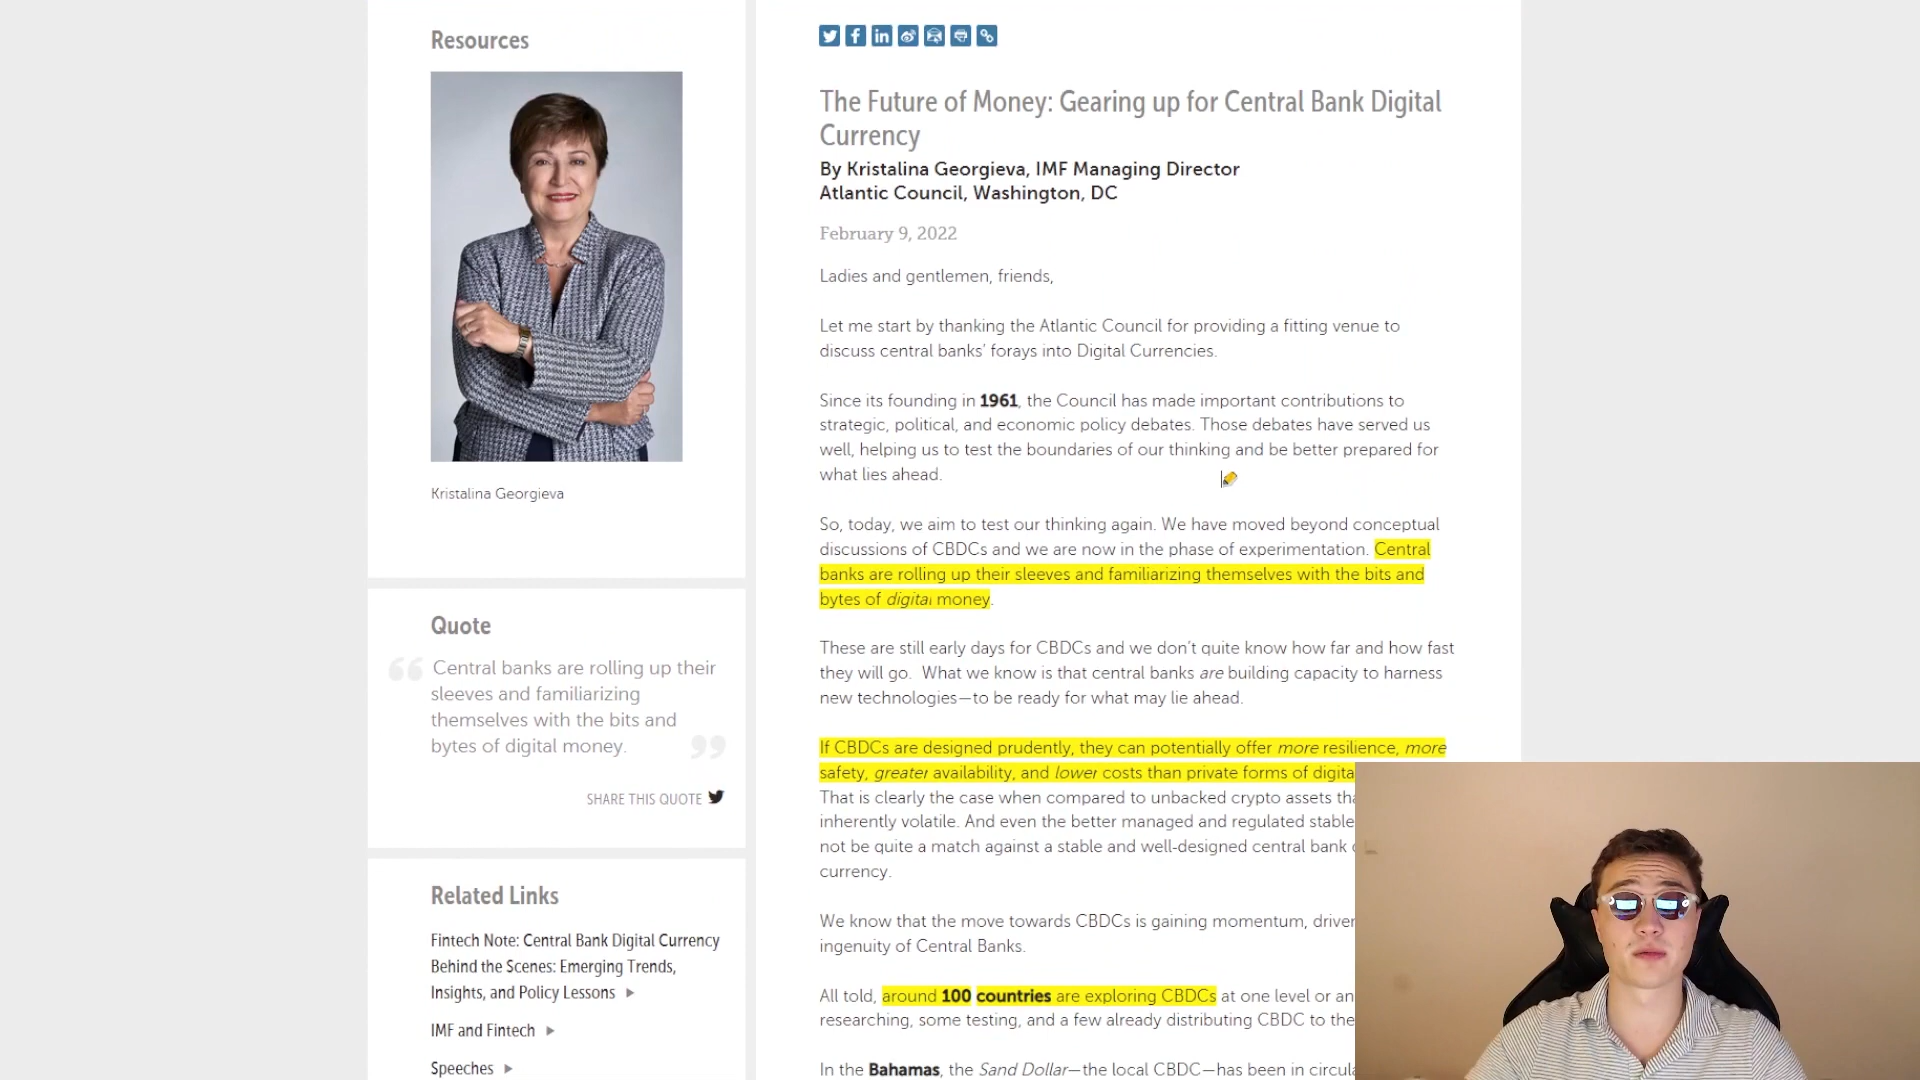 Resources
Kristalina Georgieva
Quote
Central banks are rolling up their
sleeves and familiarizing
themselves with the bits and
bytes of digital money.
SHARE THIS QUOTE
Related Links
Fintech Note: Central Bank Digital Currency
Behind the Scenes: Emerging Trends,
Insights, and Policy Lessons
IMF and Fintech
Speeches
The Future of Money: Gearing up for Central Bank Digital
Currency
By Kristalina Georgieva, IMF Managing Director
Atlantic Council, Washington, DC
February 9, 2022
Ladies and gentlemen, friends,
Let me start by thanking the Atlantic Council for providing a fitting venue to
discuss central banks’ forays into Digital Currencies.
Since its founding in 1961, the Council has made important contributions to
strategic, political, and economic policy debates. Those debates have served us
well, helping us to test the boundaries of our thinking and be better prepared for
what lies ahead.
So, today, we aim to test our thinking again. We have moved beyond conceptual
discussions of CBDCs and we are now in the phase of experimentation. Central
banks are rolling up their sleeves and familiarizing themselves with the bits and
bytes of digital money.
These are still early days for CBDCs and we don’t quite know how far and how fast
they will go. What we know is that central banks are building capacity to harness
new technologies—to be ready for what may lie ahead.
If CBDCs are designed prudently, they can potentially offer more resilience, more
safety, greater availability, and lower costs than private forms of digita
That is clearly the case when compared to unbacked crypto assets tha
inherently volatile. And even the better managed and regulated stable
not be quite a match against a stable and well-designed central bank
currency.
We know that the move towards CBDCs is gaining momentum, driver
ingenuity of Central Banks.
All told, around 100 countries are exploring CBDCs at one level or an
researching, some testing, and a few already distributing CBDC to the
In the Bahamas, the Sand Dollar—the local CBDC—has been in circula